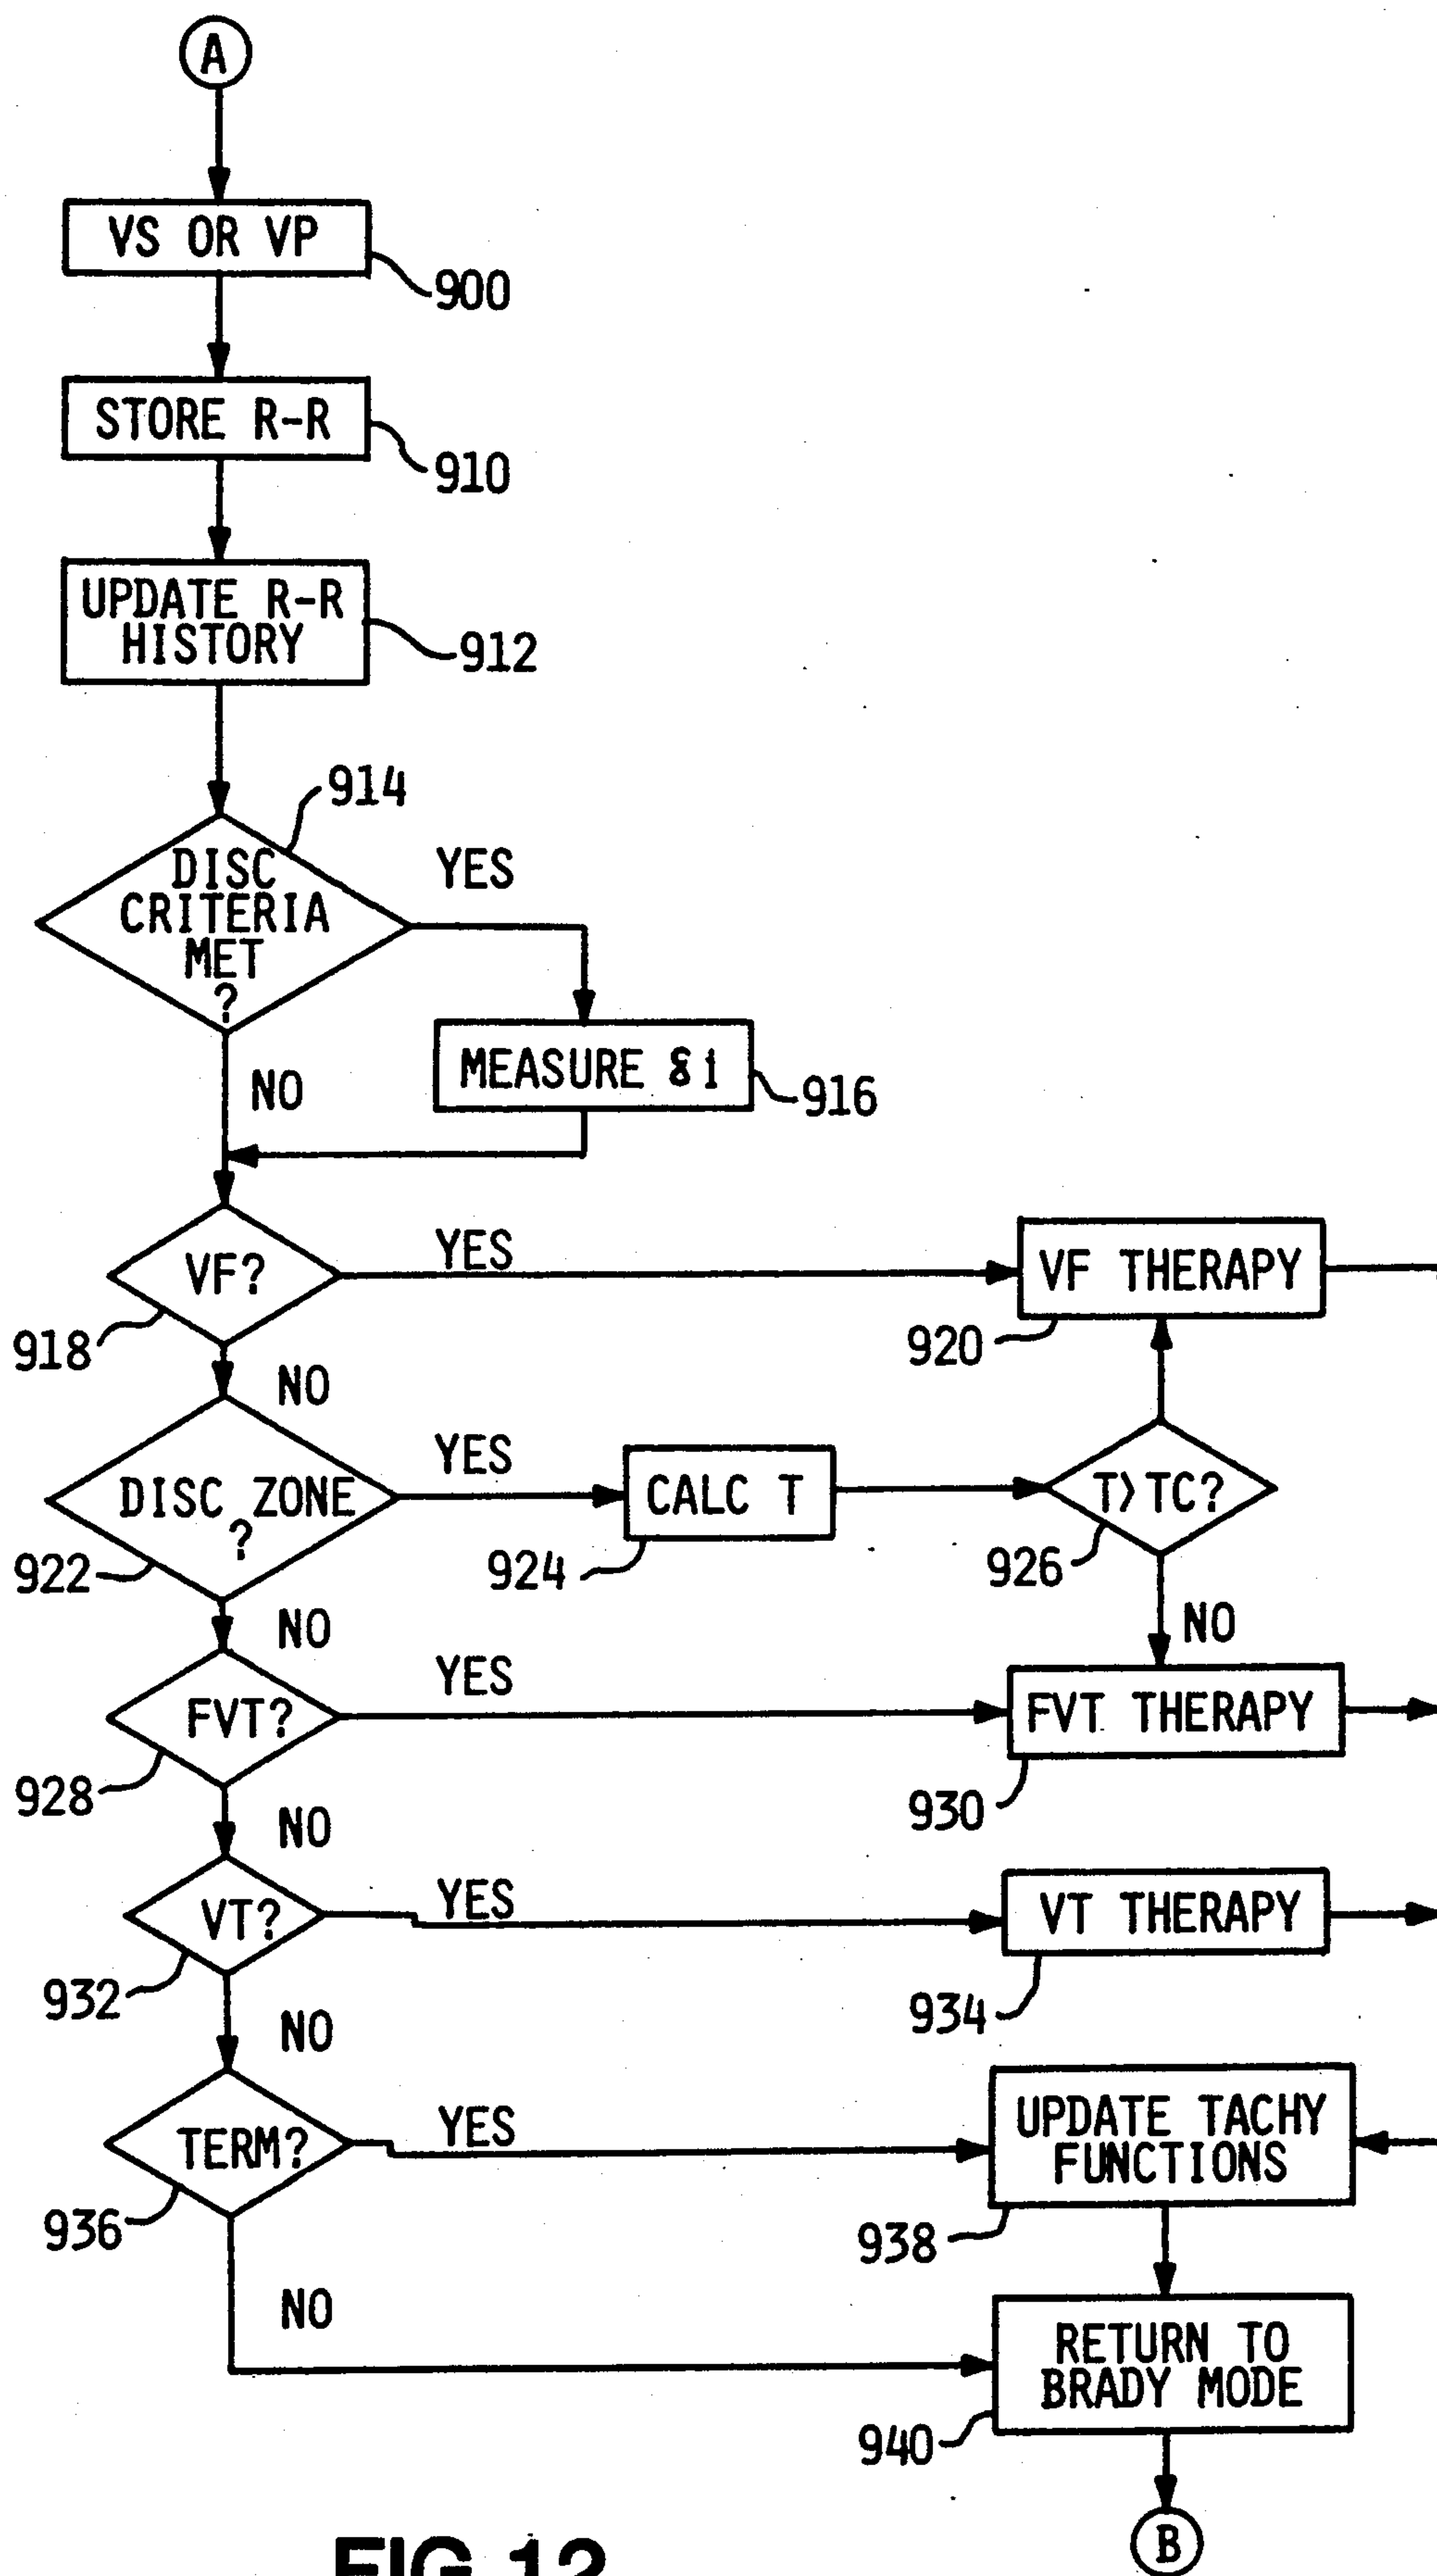 A
VS OR VP
900
STORE R-R
910
UPDATE R-R
HISTORY
912
914
DISC
CRITERIA
MET
?
YES
NO
MEASURE δi
916
VF?
YES
VF THERAPY
918
920
NO
DISC ZONE
?
YES
CALC T
T>TC?
922
924
926
NO
NO
FVT?
YES
FVT THERAPY
928
930
NO
VT?
YES
VT THERAPY
932
934
NO
TERM?
YES
UPDATE TACHY
FUNCTIONS
936
938
NO
RETURN TO
BRADY MODE
940
B
FIG.12